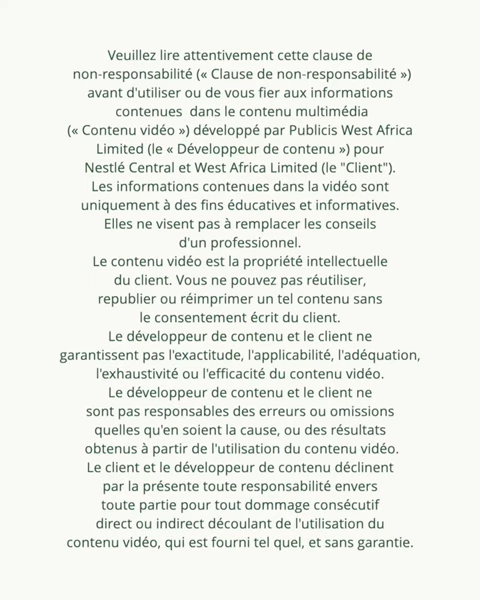 Veuillez lire attentivement cette clause de
non-responsabilité (« Clause de non-responsabilité »)
avant d'utiliser ou de vous fier aux informations
contenues  dans le contenu multimédia
(« Contenu vidéo ») développé par Publicis West Africa
Limited (le « Développeur de contenu ») pour
Nestlé Central et West Africa Limited (le "Client").
Les informations contenues dans la vidéo sont
uniquement à des fins éducatives et informatives.
Elles ne visent pas à remplacer les conseils
d'un professionnel.
Le contenu vidéo est la propriété intellectuelle
du client. Vous ne pouvez pas réutiliser,
republier ou réimprimer un tel contenu sans
le consentement écrit du client.
Le développeur de contenu et le client ne
garantissent pas l'exactitude, l'applicabilité, l'adéquation,
l'exhaustivité ou l'efficacité du contenu vidéo.
Le développeur de contenu et le client ne
sont pas responsables des erreurs ou omissions
quelles qu'en soient la cause, ou des résultats
obtenus à partir de l'utilisation du contenu vidéo.
Le client et le développeur de contenu déclinent
par la présente toute responsabilité envers
toute partie pour tout dommage consécutif
direct ou indirect découlant de l'utilisation du
contenu vidéo, qui est fourni tel quel, et sans garantie.